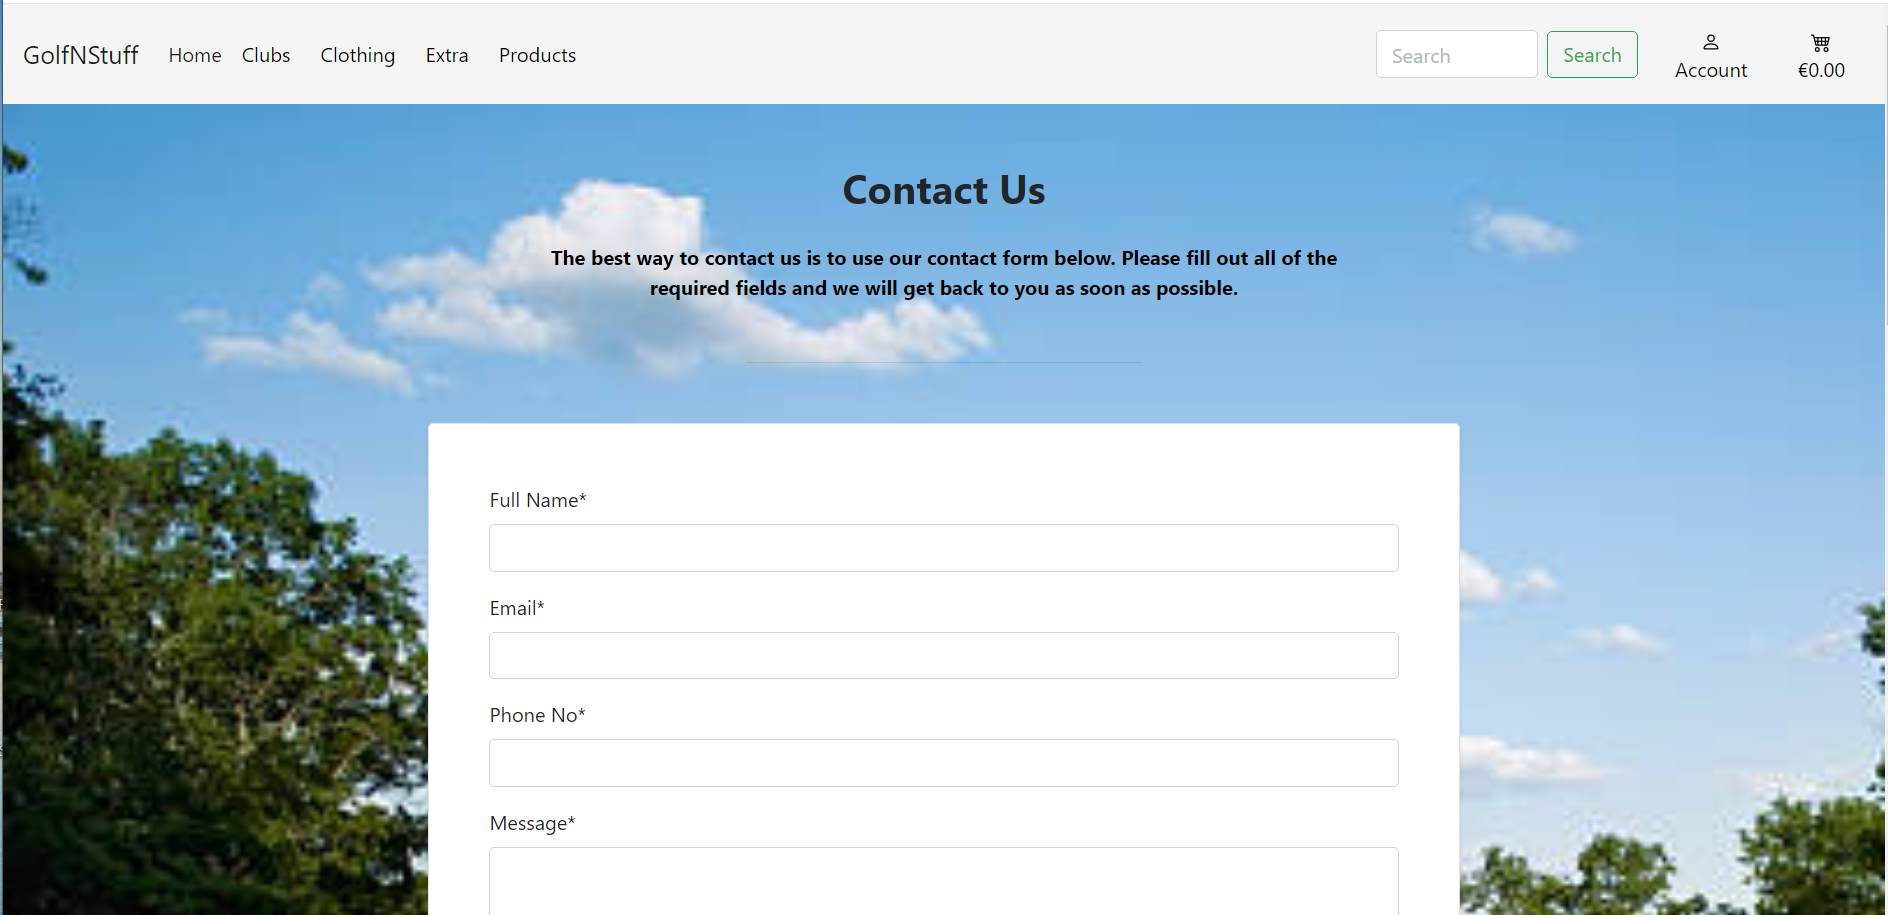 GolfNStuff Home Clubs Clothing Extra Products Search Search Account €0.00
Contact Us
The best way to contact us is to use our contact form below. Please fill out all of the
required fields and we will get back to you as soon as possible.
Full Name*
Email*
Phone No*
Message*